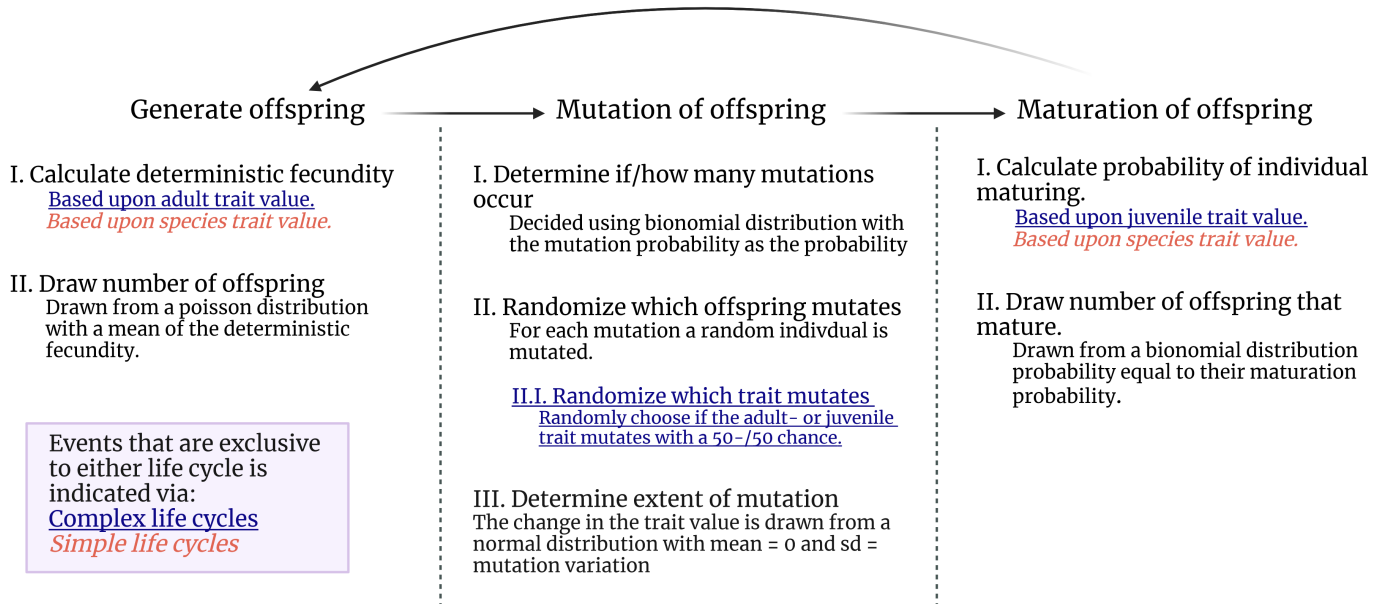 Generate offspring
Mutation of offspring
Maturation of offspring
I. Calculate deterministic fecundity
Based upon adult trait value.
Based upon species trait value.
II. Draw number of offspring
Drawn from a poisson distribution
with a mean of the deterministic
fecundity.
Events that are exclusive
to either life cycle is
indicated via:
Complex life cycles
Simple life cycles
I. Determine if/how many mutations
occur
Decided using bionomial distribution with
the mutation probability as the probability
II. Randomize which offspring mutates
For each mutation a random indivdual is
mutated.
II.I. Randomize which trait mutates
Randomly choose if the adult- or juvenile
trait mutates with a 50-/50 chance.
III. Determine extent of mutation
The change in the trait value is drawn from a
normal distribution with mean = 0 and sd =
mutation variation
I. Calculate probability of individual
maturing.
Based upon juvenile trait value.
Based upon species trait value.
II. Draw number of offspring that
mature.
Drawn from a bionomial distribution
probability equal to their maturation
probability.